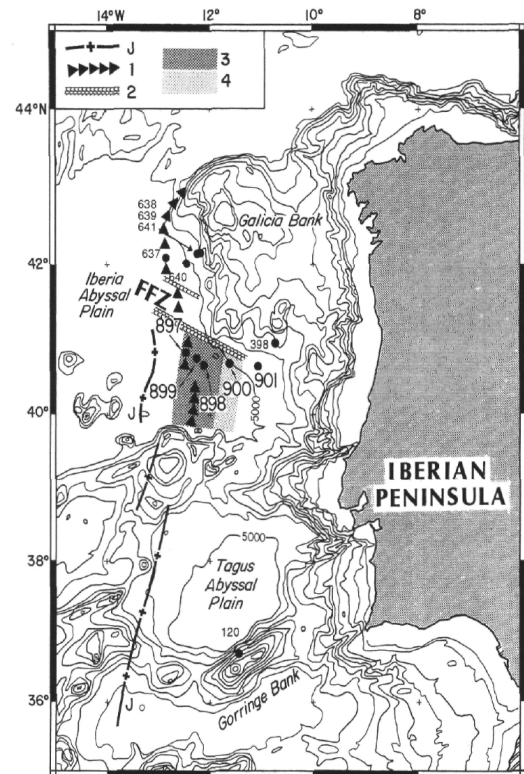 14°W 12° 10°
J
1
2
3
4
44°N
638
639
641
Galicia Bank
42°
637
640
Iberia
Abyssal
Plain
FFZ
897
398
899
900
901
898
5000
40°
J
IBERIAN
PENINSULA
38°
5000
Tagus
Abyssal
Plain
120
36°
Gorringe Bank
J